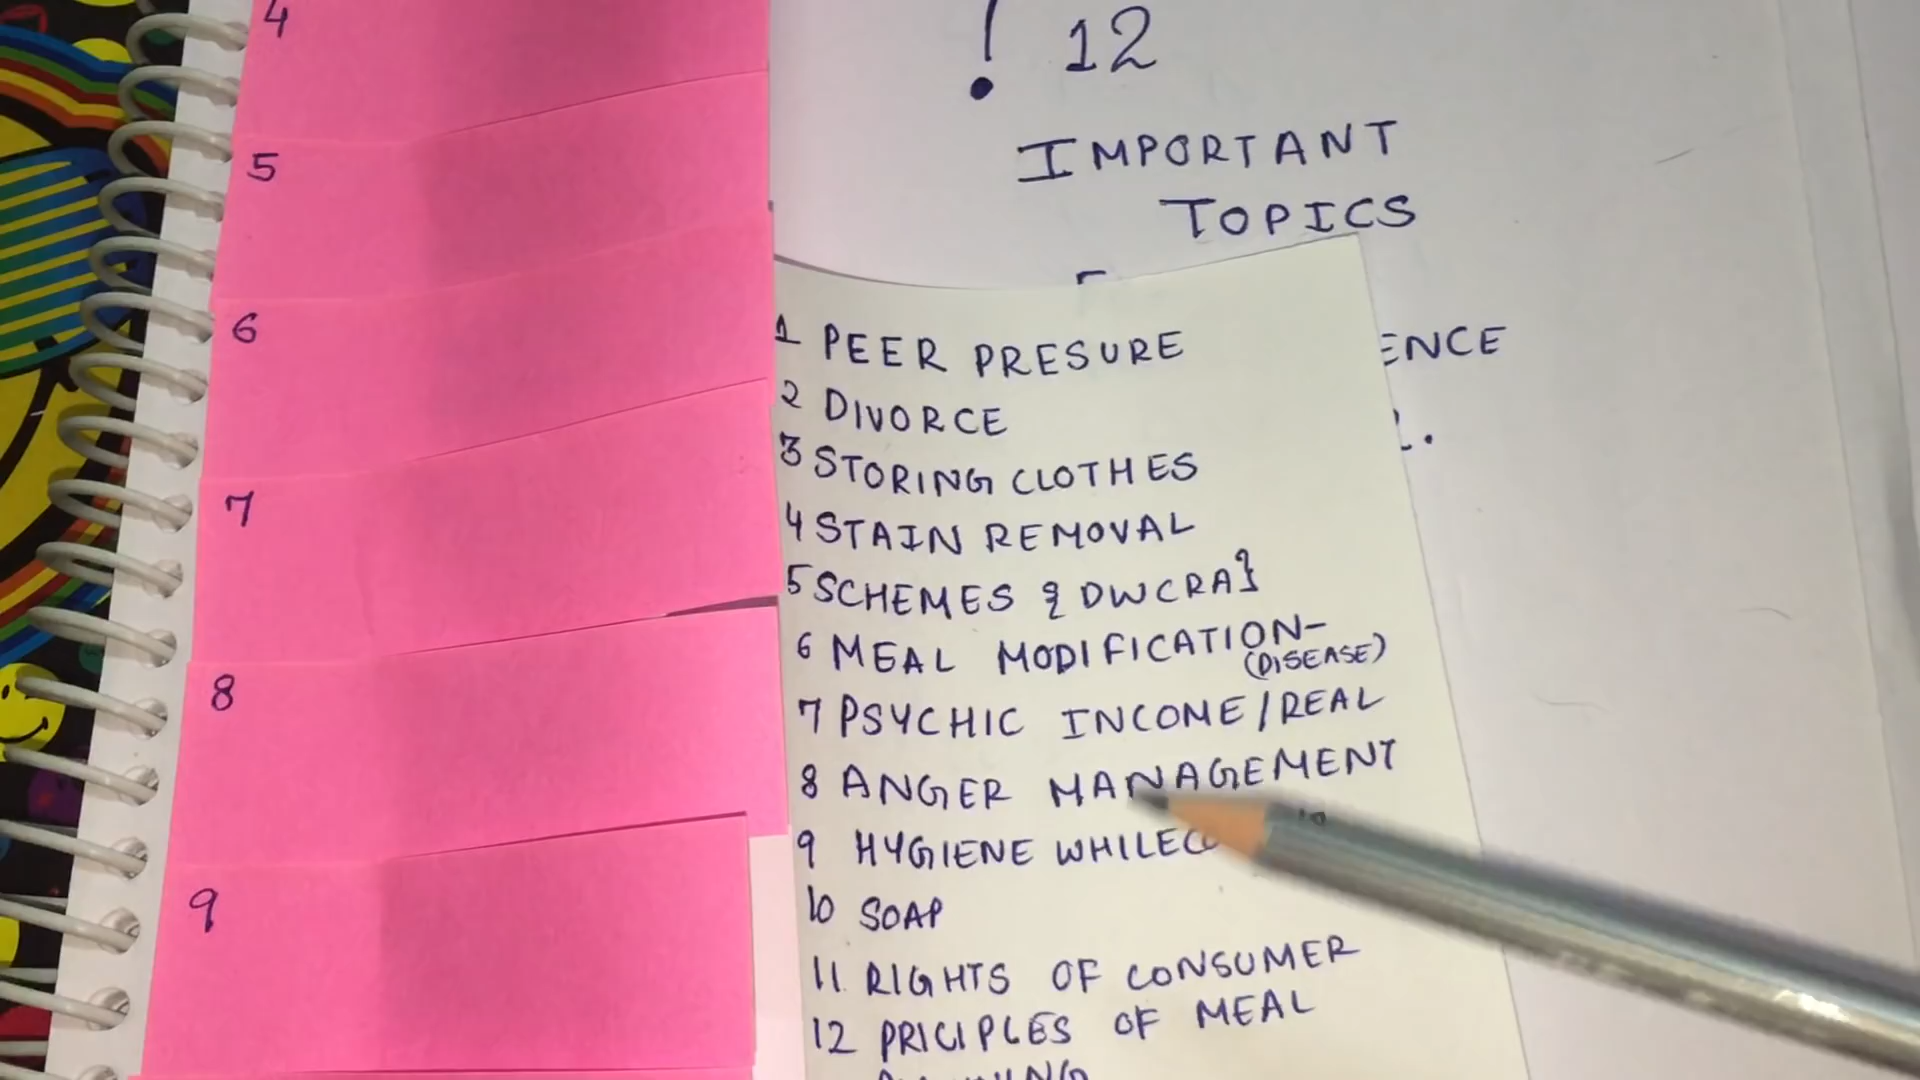 4
5
6
7
8
9
! 12
IMPORTANT
TOPICS
ENCE
1 PEER PRESURE
2 DIVORCE
3 STORING CLOTHES
4 STAIN REMOVAL
5 SCHEMES { DWCRA}
6 MEAL MODIFICATION-
(DISEASE)
7 PSYCHIC INCOME/REAL
8 ANGER MANAGEMENT
9 HYGIENE WHILE
10 SOAP
11. RIGHTS OF CONSUMER
12 PRICIPLES OF MEAL